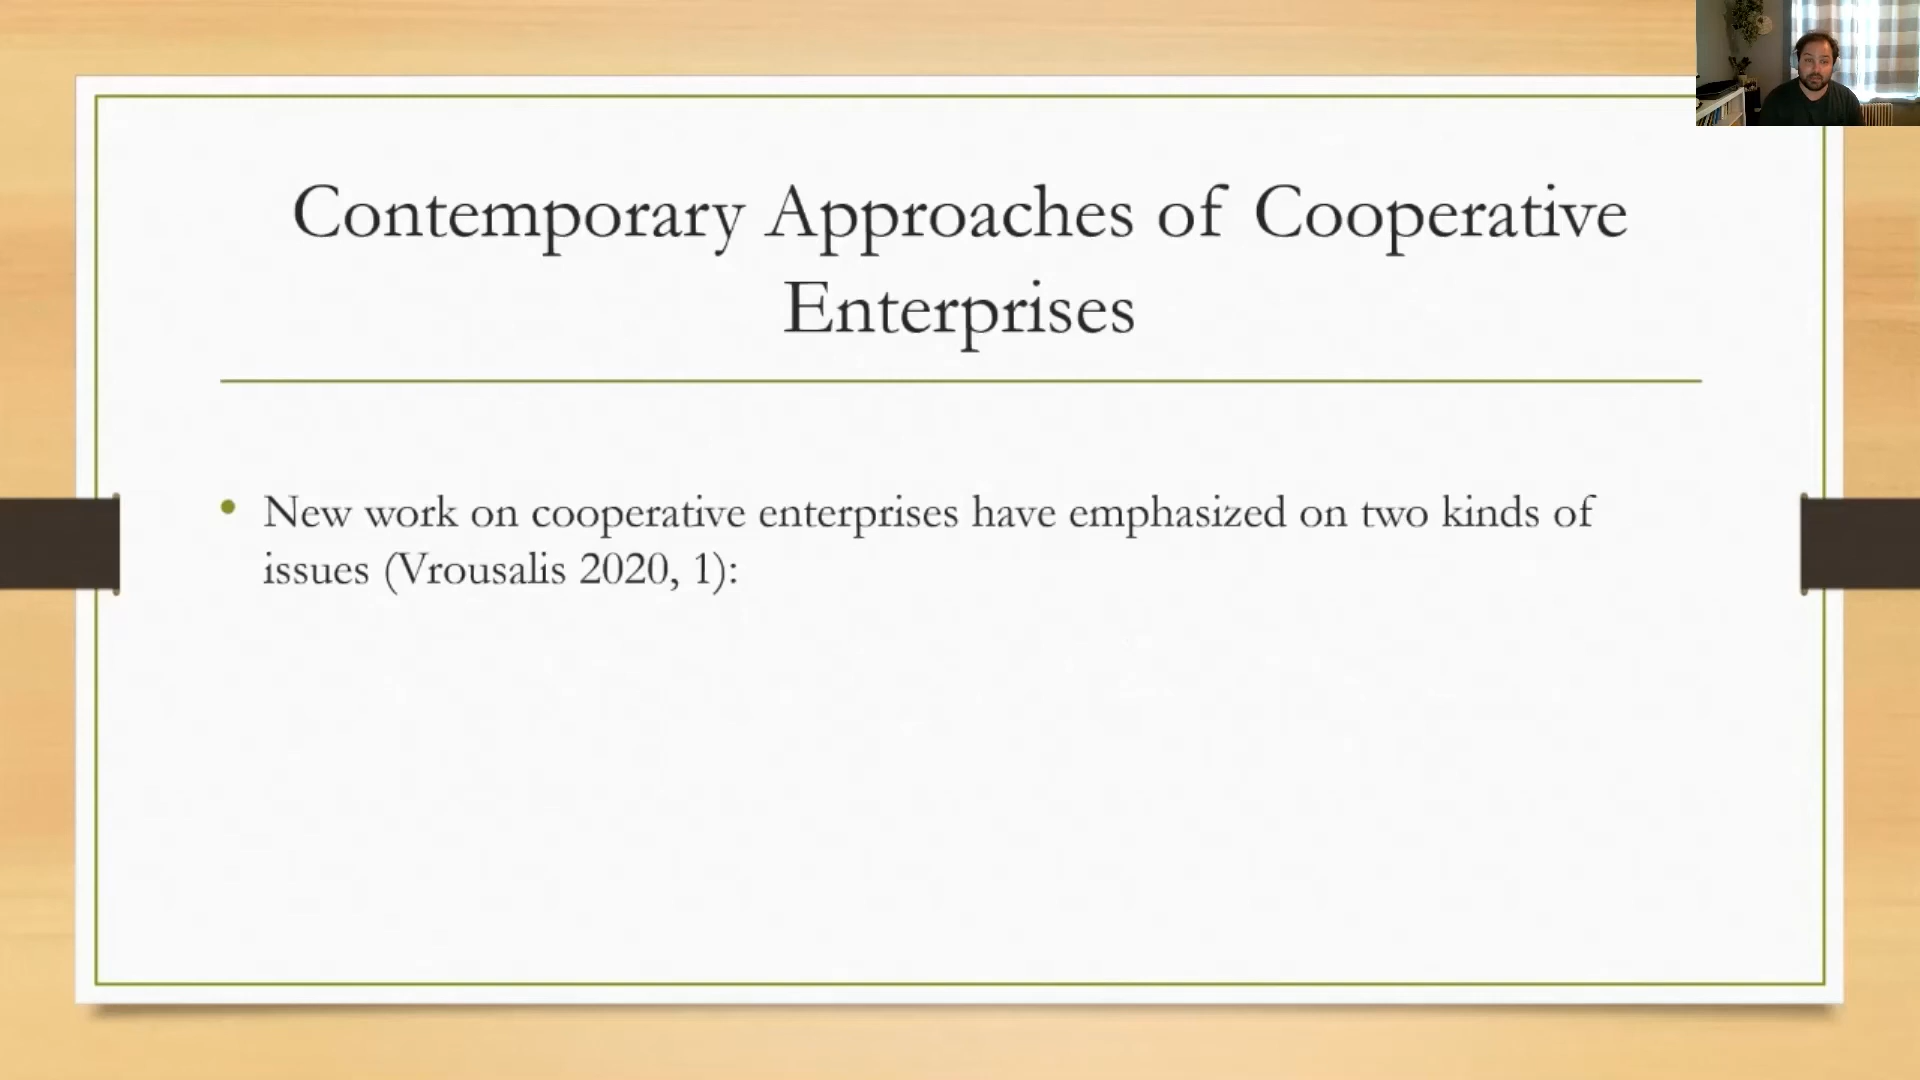 Contemporary Approaches of Cooperative
Enterprises
• New work on cooperative enterprises have emphasized on two kinds of
issues (Vrousalis 2020, 1):